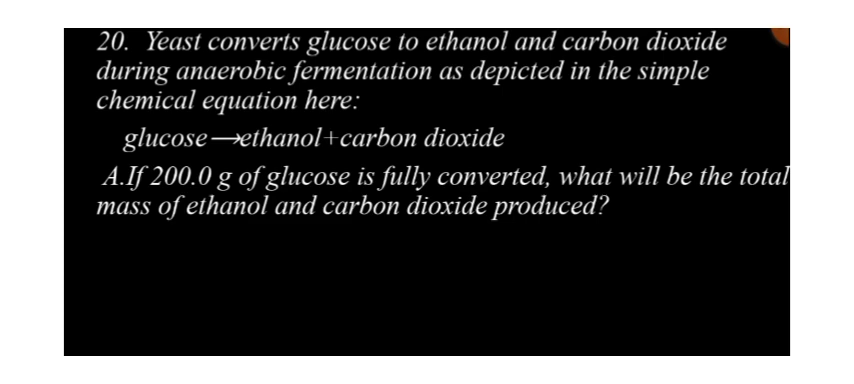 20. Yeast converts glucose to ethanol and carbon dioxide
during anaerobic fermentation as depicted in the simple
chemical equation here:
glucose⟶ethanol+carbon dioxide
A.If 200.0 g of glucose is fully converted, what will be the total
mass of ethanol and carbon dioxide produced?